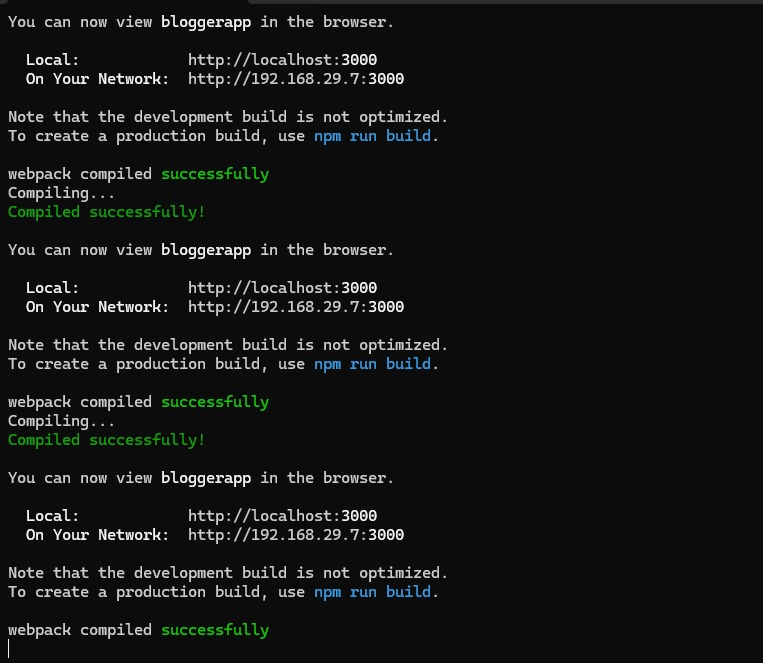 You can now view bloggerapp in the browser.
Local: http://localhost:3000
On Your Network: http://192.168.29.7:3000
Note that the development build is not optimized.
To create a production build, use npm run build.
webpack compiled successfully
Compiling...
Compiled successfully!
You can now view bloggerapp in the browser.
Local: http://localhost:3000
On Your Network: http://192.168.29.7:3000
Note that the development build is not optimized.
To create a production build, use npm run build.
webpack compiled successfully
Compiling...
Compiled successfully!
You can now view bloggerapp in the browser.
Local: http://localhost:3000
On Your Network: http://192.168.29.7:3000
Note that the development build is not optimized.
To create a production build, use npm run build.
webpack compiled successfully